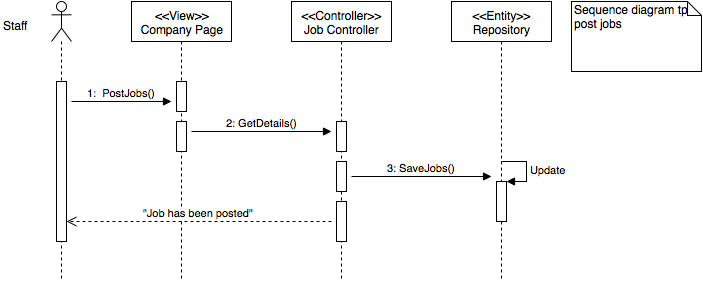 Staff
<<View>>
Company Page
<<Controller>>
Job Controller
<<Entity>>
Repository
Sequence diagram tp
post jobs
1: PostJobs()
2: GetDetails()
3: SaveJobs()
Update
"Job has been posted"